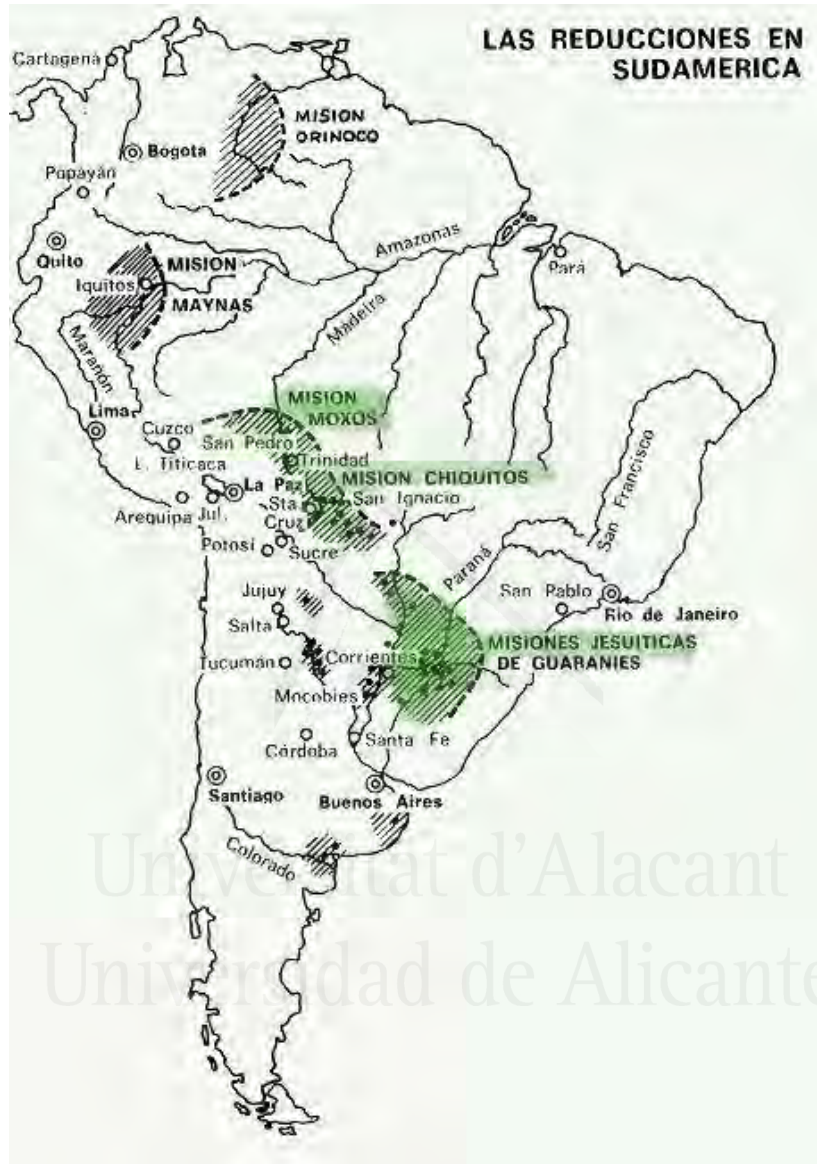 LAS REDUCCIONES EN
SUDAMERICA
Cartagena
MISION
ORINOCO
Bogota
Popayán
Amazonas
Quito
MISION
Pará
Iquitos
MAYNAS
Madeira
Marañón
MISION
MOXOS
Lima
Cuzco
San Pedro
San Francisco
L. Titicaca
Trinidad
MISION CHIQUITOS
La Paz
San Ignacio
Sta.
Arequipa
Jul.
Cruz
Potosí
Sucre
Paraná
Jujuy
San Pablo
Rio de Janeiro
Salta
MISIONES JESUITICAS
Tucumán
Corrientes
DE GUARANIES
Mocobies
Santa Fe
Córdoba
Santiago
Buenos Aires
Colorado
Universitat d'Alacant
Universidad de Alicante